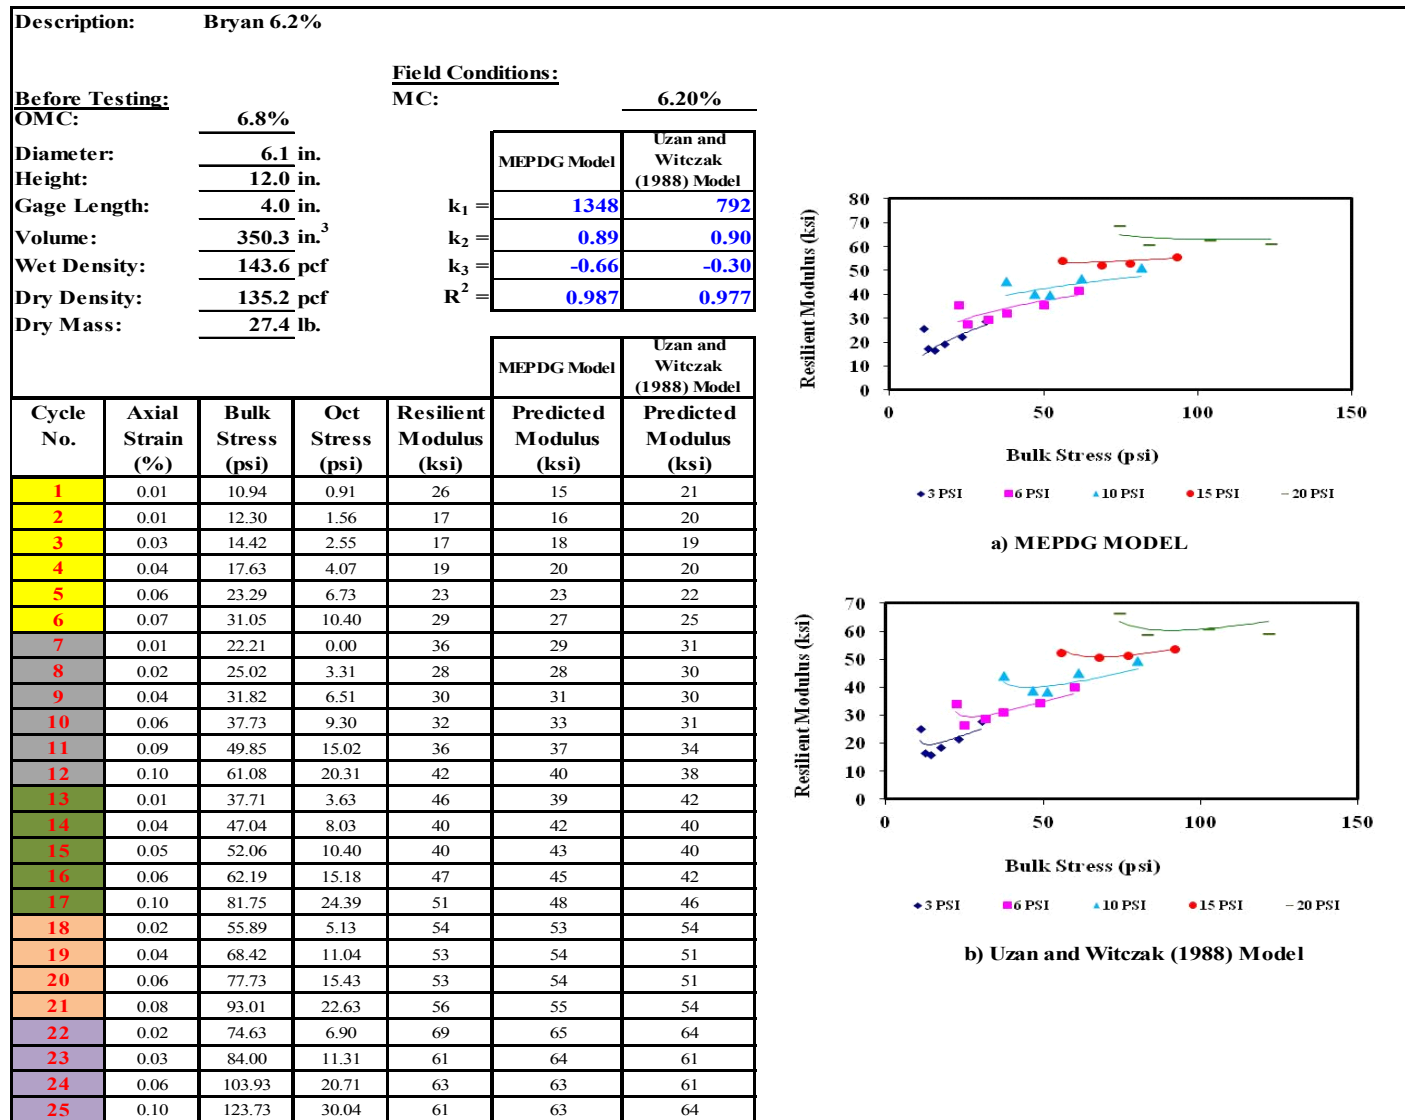 Description: Bryan 6.2%
Field Conditions:
Before Testing: MC: 6.20%
OMC: 6.8%
Diameter: 6.1 in.
Height: 12.0 in.
Gage Length: 4.0 in.
Volume: 350.3 in.3
Wet Density: 143.6 pcf
Dry Density: 135.2 pcf
Dry Mass: 27.4 lb.
MEPDG Model Uzan and Witczak (1988) Model
k1 = 1348 792
k2 = 0.89 0.90
k3 = -0.66 -0.30
R2 = 0.987 0.977
MEPDG Model Uzan and Witczak (1988) Model
Cycle No. Axial Strain (%) Bulk Stress (psi) Oct Stress (psi) Resilient Modulus (ksi) Predicted Modulus (ksi) Predicted Modulus (ksi)
1 0.01 10.94 0.91 26 15 21
2 0.01 12.30 1.56 17 16 20
3 0.03 14.42 2.55 17 18 19
4 0.04 17.63 4.07 19 20 20
5 0.06 23.29 6.73 23 23 22
6 0.07 31.05 10.40 29 27 25
7 0.01 22.21 0.00 36 29 31
8 0.02 25.02 3.31 28 28 30
9 0.04 31.82 6.51 30 31 30
10 0.06 37.73 9.30 32 33 31
11 0.09 49.85 15.02 36 37 34
12 0.10 61.08 20.31 42 40 38
13 0.01 37.71 3.63 46 39 42
14 0.04 47.04 8.03 40 42 40
15 0.05 52.06 10.40 40 43 40
16 0.06 62.19 15.18 47 45 42
17 0.10 81.75 24.39 51 48 46
18 0.02 55.89 5.13 54 53 54
19 0.04 68.42 11.04 53 54 51
20 0.06 77.73 15.43 53 54 51
21 0.08 93.01 22.63 56 55 54
22 0.02 74.63 6.90 69 65 64
23 0.03 84.00 11.31 61 64 61
24 0.06 103.93 20.71 63 63 61
25 0.10 123.73 30.04 61 63 64
Resilient Modulus (ksi)
80
70
60
50
40
30
20
10
0
0 50 100 150
Bulk Stress (psi)
3 PSI 6 PSI 10 PSI 15 PSI 20 PSI
a) MEPDG MODEL
Resilient Modulus (ksi)
70
60
50
40
30
20
10
0
0 50 100 150
Bulk Stress (psi)
3 PSI 6 PSI 10 PSI 15 PSI 20 PSI
b) Uzan and Witczak (1988) Model